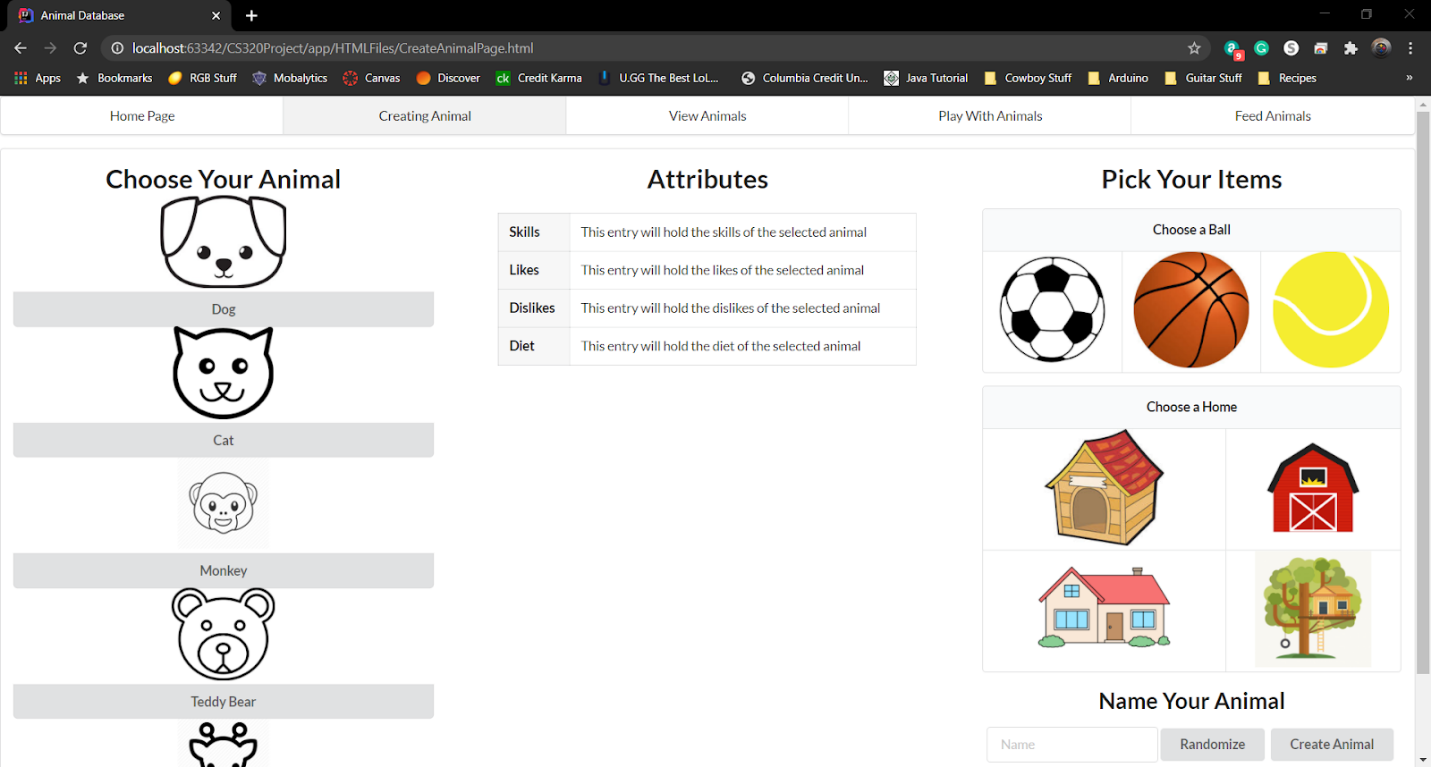 Animal Database
localhost:63342/CS320Project/app/HTMLFiles/CreateAnimalPage.html
9
Apps Bookmarks RGB Stuff Mobalytics Canvas Discover ck Credit Karma U.GG The Best LoL... Columbia Credit Un... Java Tutorial Cowboy Stuff Arduino Guitar Stuff Recipes »
Home Page Creating Animal View Animals Play With Animals Feed Animals
Choose Your Animal
Dog
Cat
Monkey
Teddy Bear
Attributes
Skills This entry will hold the skills of the selected animal
Likes This entry will hold the likes of the selected animal
Dislikes This entry will hold the dislikes of the selected animal
Diet This entry will hold the diet of the selected animal
Pick Your Items
Choose a Ball
Choose a Home
Name Your Animal
Name Randomize Create Animal